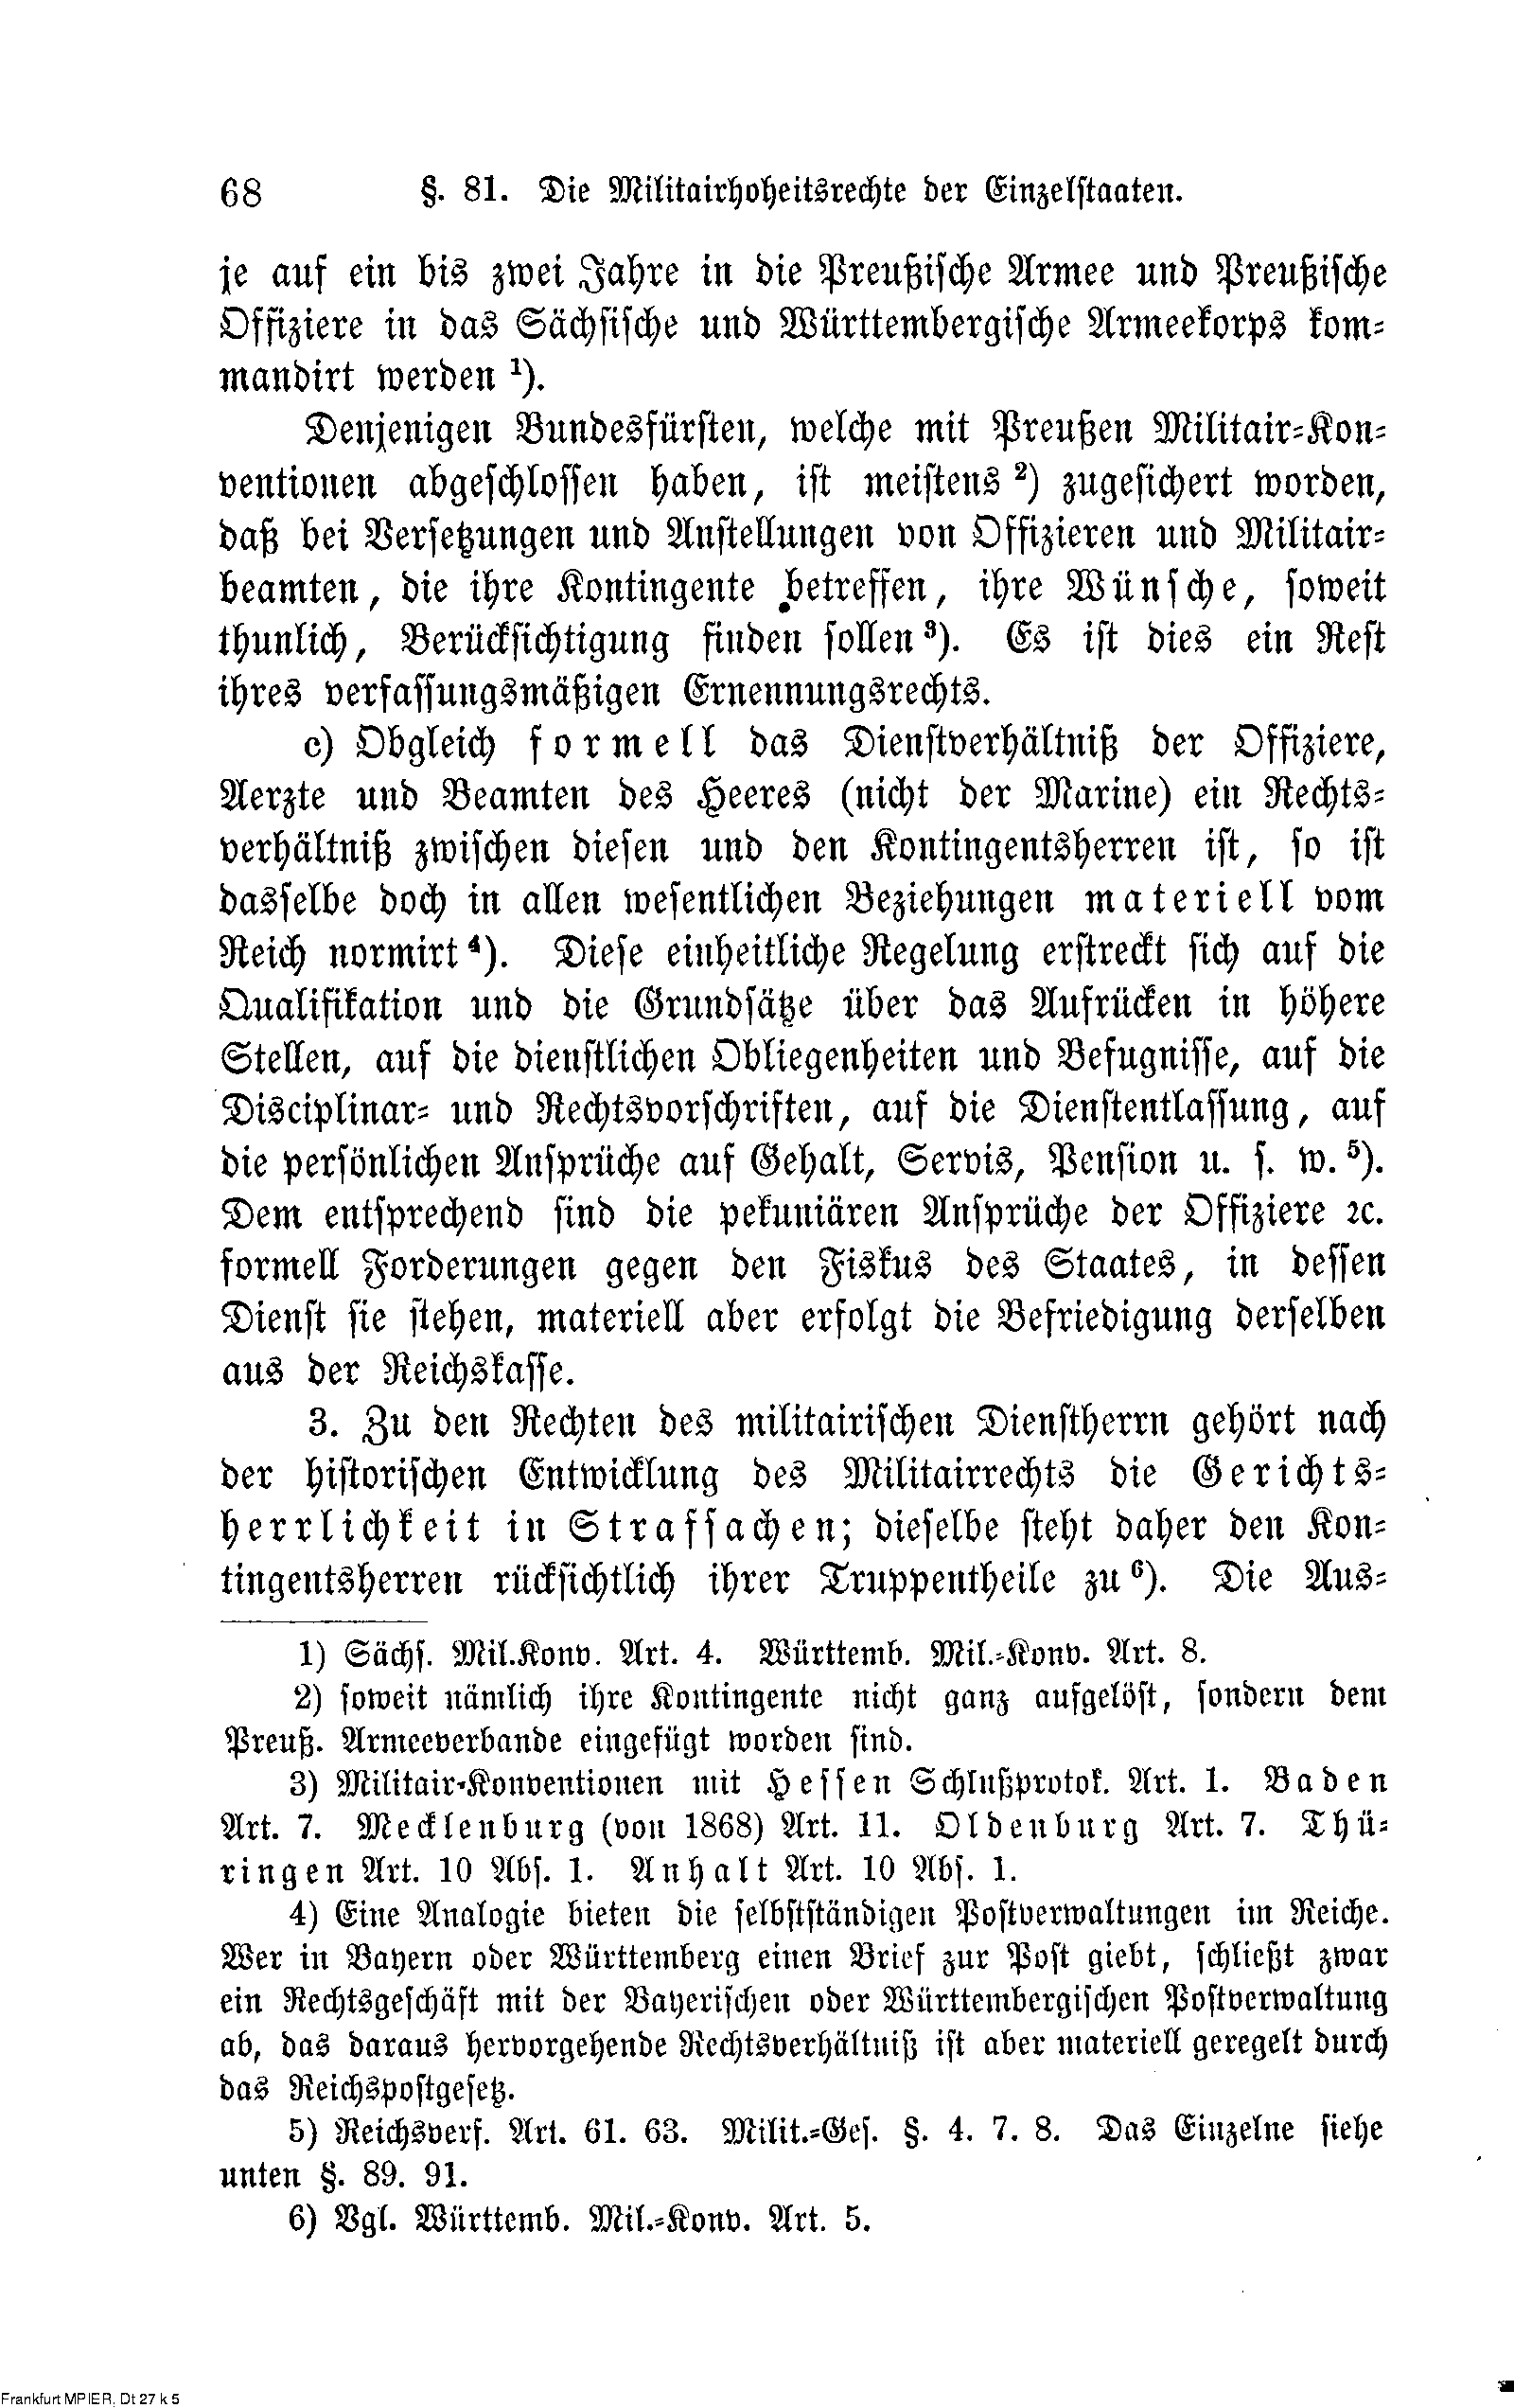 68 §. 81. Die Militairhoheitsrechte der Einzelstaaten.
je auf ein bis zwei Jahre in die Preußische Armee und Preußische
Offiziere in das Sächsische und Württembergische Armeekorps kom-
mandirt werden ¹).
Denjenigen Bundesfürsten, welche mit Preußen Militair-Kon-
ventionen abgeschlossen haben, ist meistens ²) zugesichert worden,
daß bei Versetzungen und Anstellungen von Offizieren und Militair-
beamten, die ihre Kontingente betreffen, ihre Wünsche, soweit
thunlich, Berücksichtigung finden sollen ³). Es ist dies ein Rest
ihres verfassungsmäßigen Ernennungsrechts.
c) Obgleich formell das Dienstverhältniß der Offiziere,
Aerzte und Beamten des Heeres (nicht der Marine) ein Rechts-
verhältniß zwischen diesen und den Kontingentsherren ist, so ist
dasselbe doch in allen wesentlichen Beziehungen materiell vom
Reich normirt ⁴). Diese einheitliche Regelung erstreckt sich auf die
Qualifikation und die Grundsätze über das Aufrücken in höhere
Stellen, auf die dienstlichen Obliegenheiten und Befugnisse, auf die
Disciplinar- und Rechtsvorschriften, auf die Dienstentlassung, auf
die persönlichen Ansprüche auf Gehalt, Servis, Pension u. s. w. ⁵).
Dem entsprechend sind die pekuniären Ansprüche der Offiziere ꝛc.
formell Forderungen gegen den Fiskus des Staates, in dessen
Dienst sie stehen, materiell aber erfolgt die Befriedigung derselben
aus der Reichskasse.
3. Zu den Rechten des militairischen Dienstherrn gehört nach
der historischen Entwicklung des Militairrechts die Gerichts-
herrlichkeit in Strafsachen; dieselbe steht daher den Kon-
tingentsherren rücksichtlich ihrer Truppentheile zu ⁶). Die Aus-
1) Sächs. Mil.Konv. Art. 4. Württemb. Mil.-Konv. Art. 8.
2) soweit nämlich ihre Kontingente nicht ganz aufgelöst, sondern dem
Preuß. Armeeverbande eingefügt worden sind.
3) Militair-Konventionen mit Hessen Schlußprotok. Art. 1. Baden
Art. 7. Mecklenburg (von 1868) Art. 11. Oldenburg Art. 7. Thü-
ringen Art. 10 Abs. 1. Anhalt Art. 10 Abs. 1.
4) Eine Analogie bieten die selbstständigen Postverwaltungen im Reiche.
Wer in Bayern oder Württemberg einen Brief zur Post giebt, schließt zwar
ein Rechtsgeschäft mit der Bayerischen oder Württembergischen Postverwaltung
ab, das daraus hervorgehende Rechtsverhältniß ist aber materiell geregelt durch
das Reichspostgesetz.
5) Reichsverf. Art. 61. 63. Milit.-Ges. §. 4. 7. 8. Das Einzelne siehe
unten §. 89. 91.
6) Vgl. Württemb. Mil.-Konv. Art. 5.
Frankfurt MPIER, Dt 27 k 5